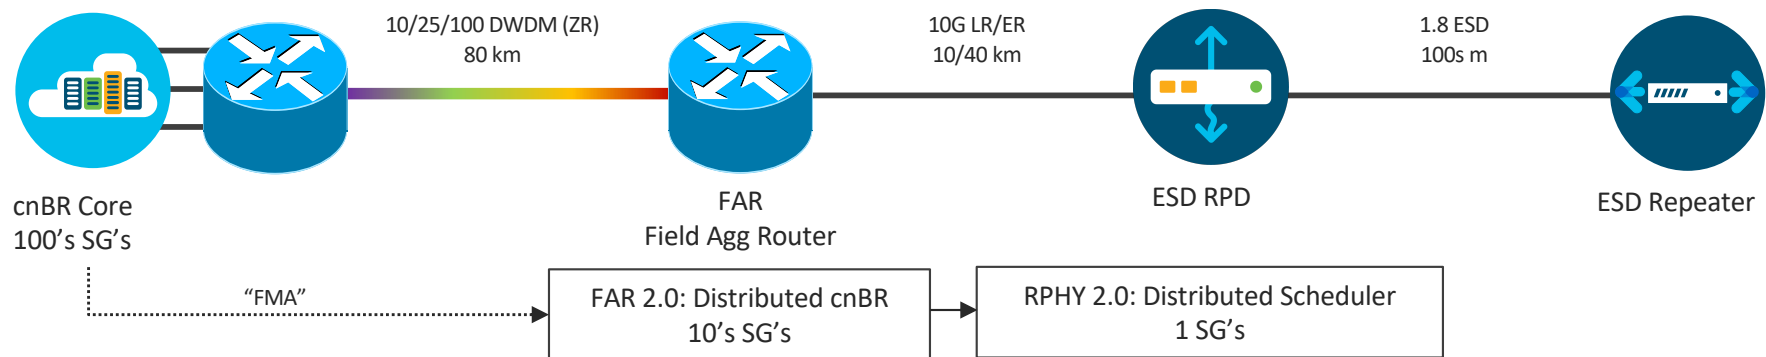 10/25/100 DWDM (ZR)
80 km
10G LR/ER
10/40 km
1.8 ESD
100s m
cnBR Core
100's SG's
FAR
Field Agg Router
ESD RPD
ESD Repeater
“FMA”
FAR 2.0: Distributed cnBR
10's SG's
RPHY 2.0: Distributed Scheduler
1 SG's